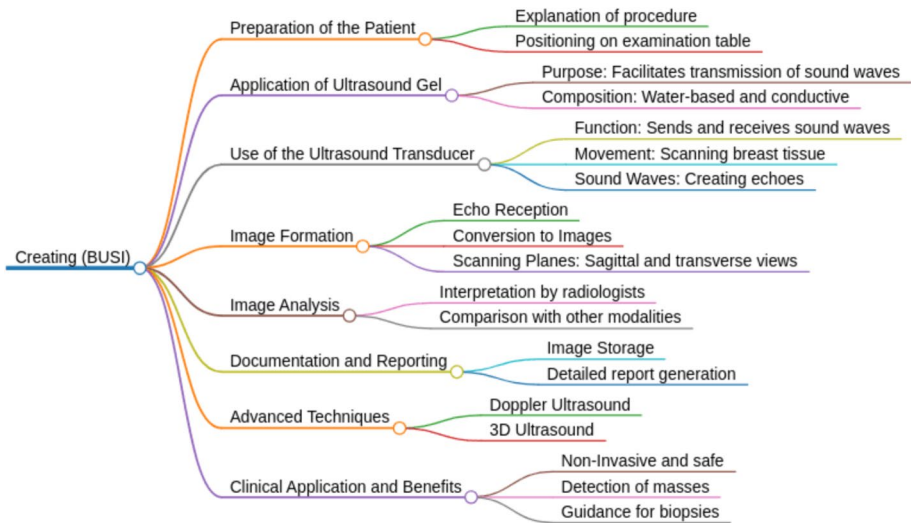 Creating (BUSI)
Preparation of the Patient
Explanation of procedure
Positioning on examination table
Application of Ultrasound Gel
Purpose: Facilitates transmission of sound waves
Composition: Water-based and conductive
Use of the Ultrasound Transducer
Function: Sends and receives sound waves
Movement: Scanning breast tissue
Sound Waves: Creating echoes
Image Formation
Echo Reception
Conversion to Images
Scanning Planes: Sagittal and transverse views
Image Analysis
Interpretation by radiologists
Comparison with other modalities
Documentation and Reporting
Image Storage
Detailed report generation
Advanced Techniques
Doppler Ultrasound
3D Ultrasound
Clinical Application and Benefits
Non-Invasive and safe
Detection of masses
Guidance for biopsies